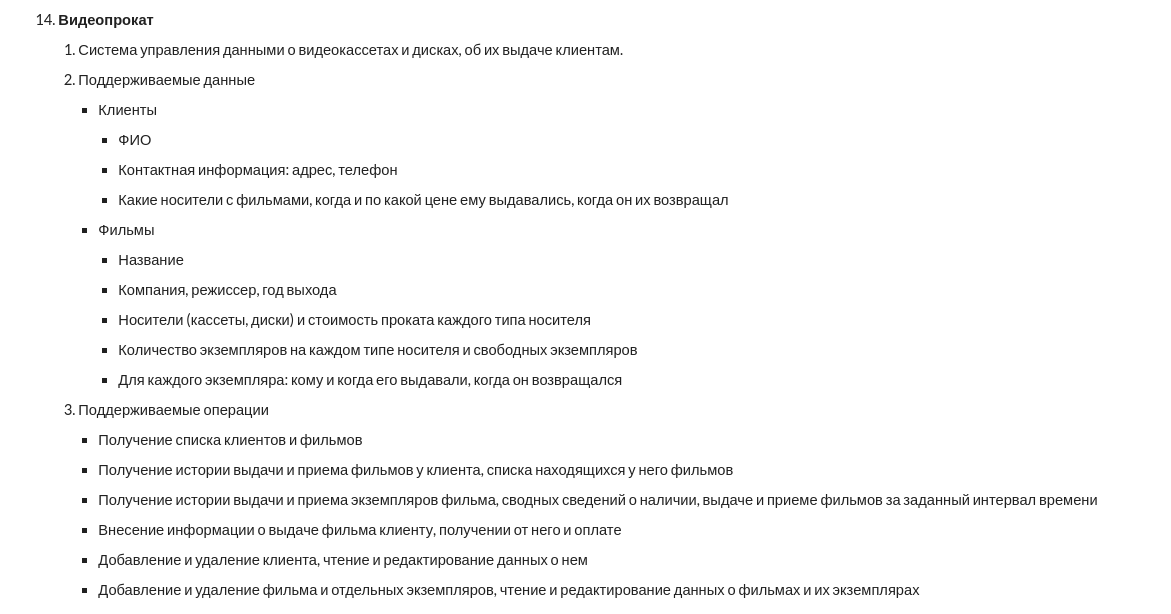 14. Видеопрокат
1. Система управления данными о видеокассетах и дисках, об их выдаче клиентам.
2. Поддерживаемые данные
▪ Клиенты
▪ ФИО
▪ Контактная информация: адрес, телефон
▪ Какие носители с фильмами, когда и по какой цене ему выдавались, когда он их возвращал
▪ Фильмы
▪ Название
▪ Компания, режиссер, год выхода
▪ Носители (кассеты, диски) и стоимость проката каждого типа носителя
▪ Количество экземпляров на каждом типе носителя и свободных экземпляров
▪ Для каждого экземпляра: кому и когда его выдавали, когда он возвращался
3. Поддерживаемые операции
▪ Получение списка клиентов и фильмов
▪ Получение истории выдачи и приема фильмов у клиента, списка находящихся у него фильмов
▪ Получение истории выдачи и приема экземпляров фильма, сводных сведений о наличии, выдаче и приеме фильмов за заданный интервал времени
▪ Внесение информации о выдаче фильма клиенту, получении от него и оплате
▪ Добавление и удаление клиента, чтение и редактирование данных о нем
▪ Добавление и удаление фильма и отдельных экземпляров, чтение и редактирование данных о фильмах и их экземплярах